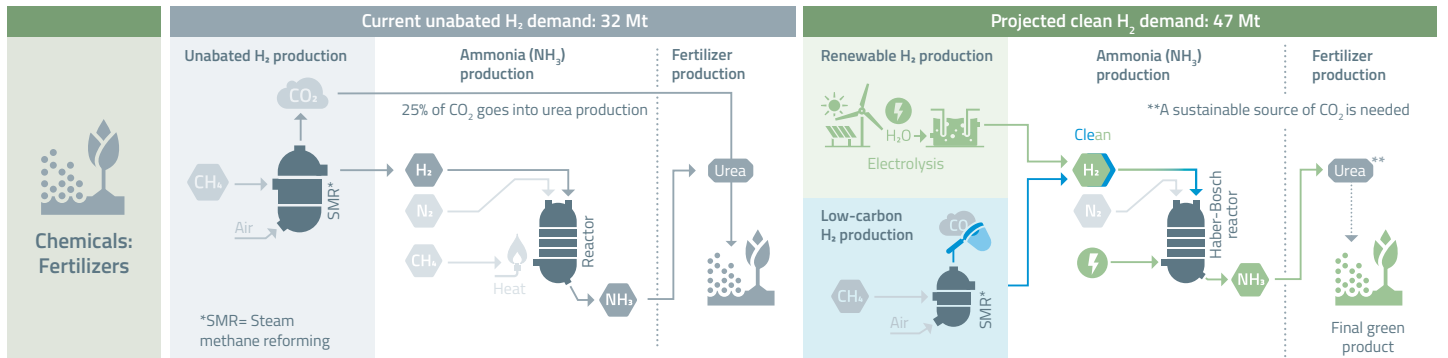 Current unabated H₂ demand: 32 Mt
Projected clean H₂ demand: 47 Mt
Chemicals:
Fertilizers
Unabated H₂ production
Ammonia (NH₃)
production
Fertilizer
production
CO₂
25% of CO₂ goes into urea production
CH₄
SMR*
Air
H₂
N₂
CH₄
Heat
Reactor
NH₃
Urea
*SMR= Steam
methane reforming
Renewable H₂ production
Ammonia (NH₃)
production
Fertilizer
production
**A sustainable source of CO₂ is needed
H₂O
Electrolysis
Clean
H₂
N₂
Haber-Bosch
reactor
NH₃
Urea**
Low-carbon
H₂ production
CO₂
CH₄
SMR*
Air
Final green
product